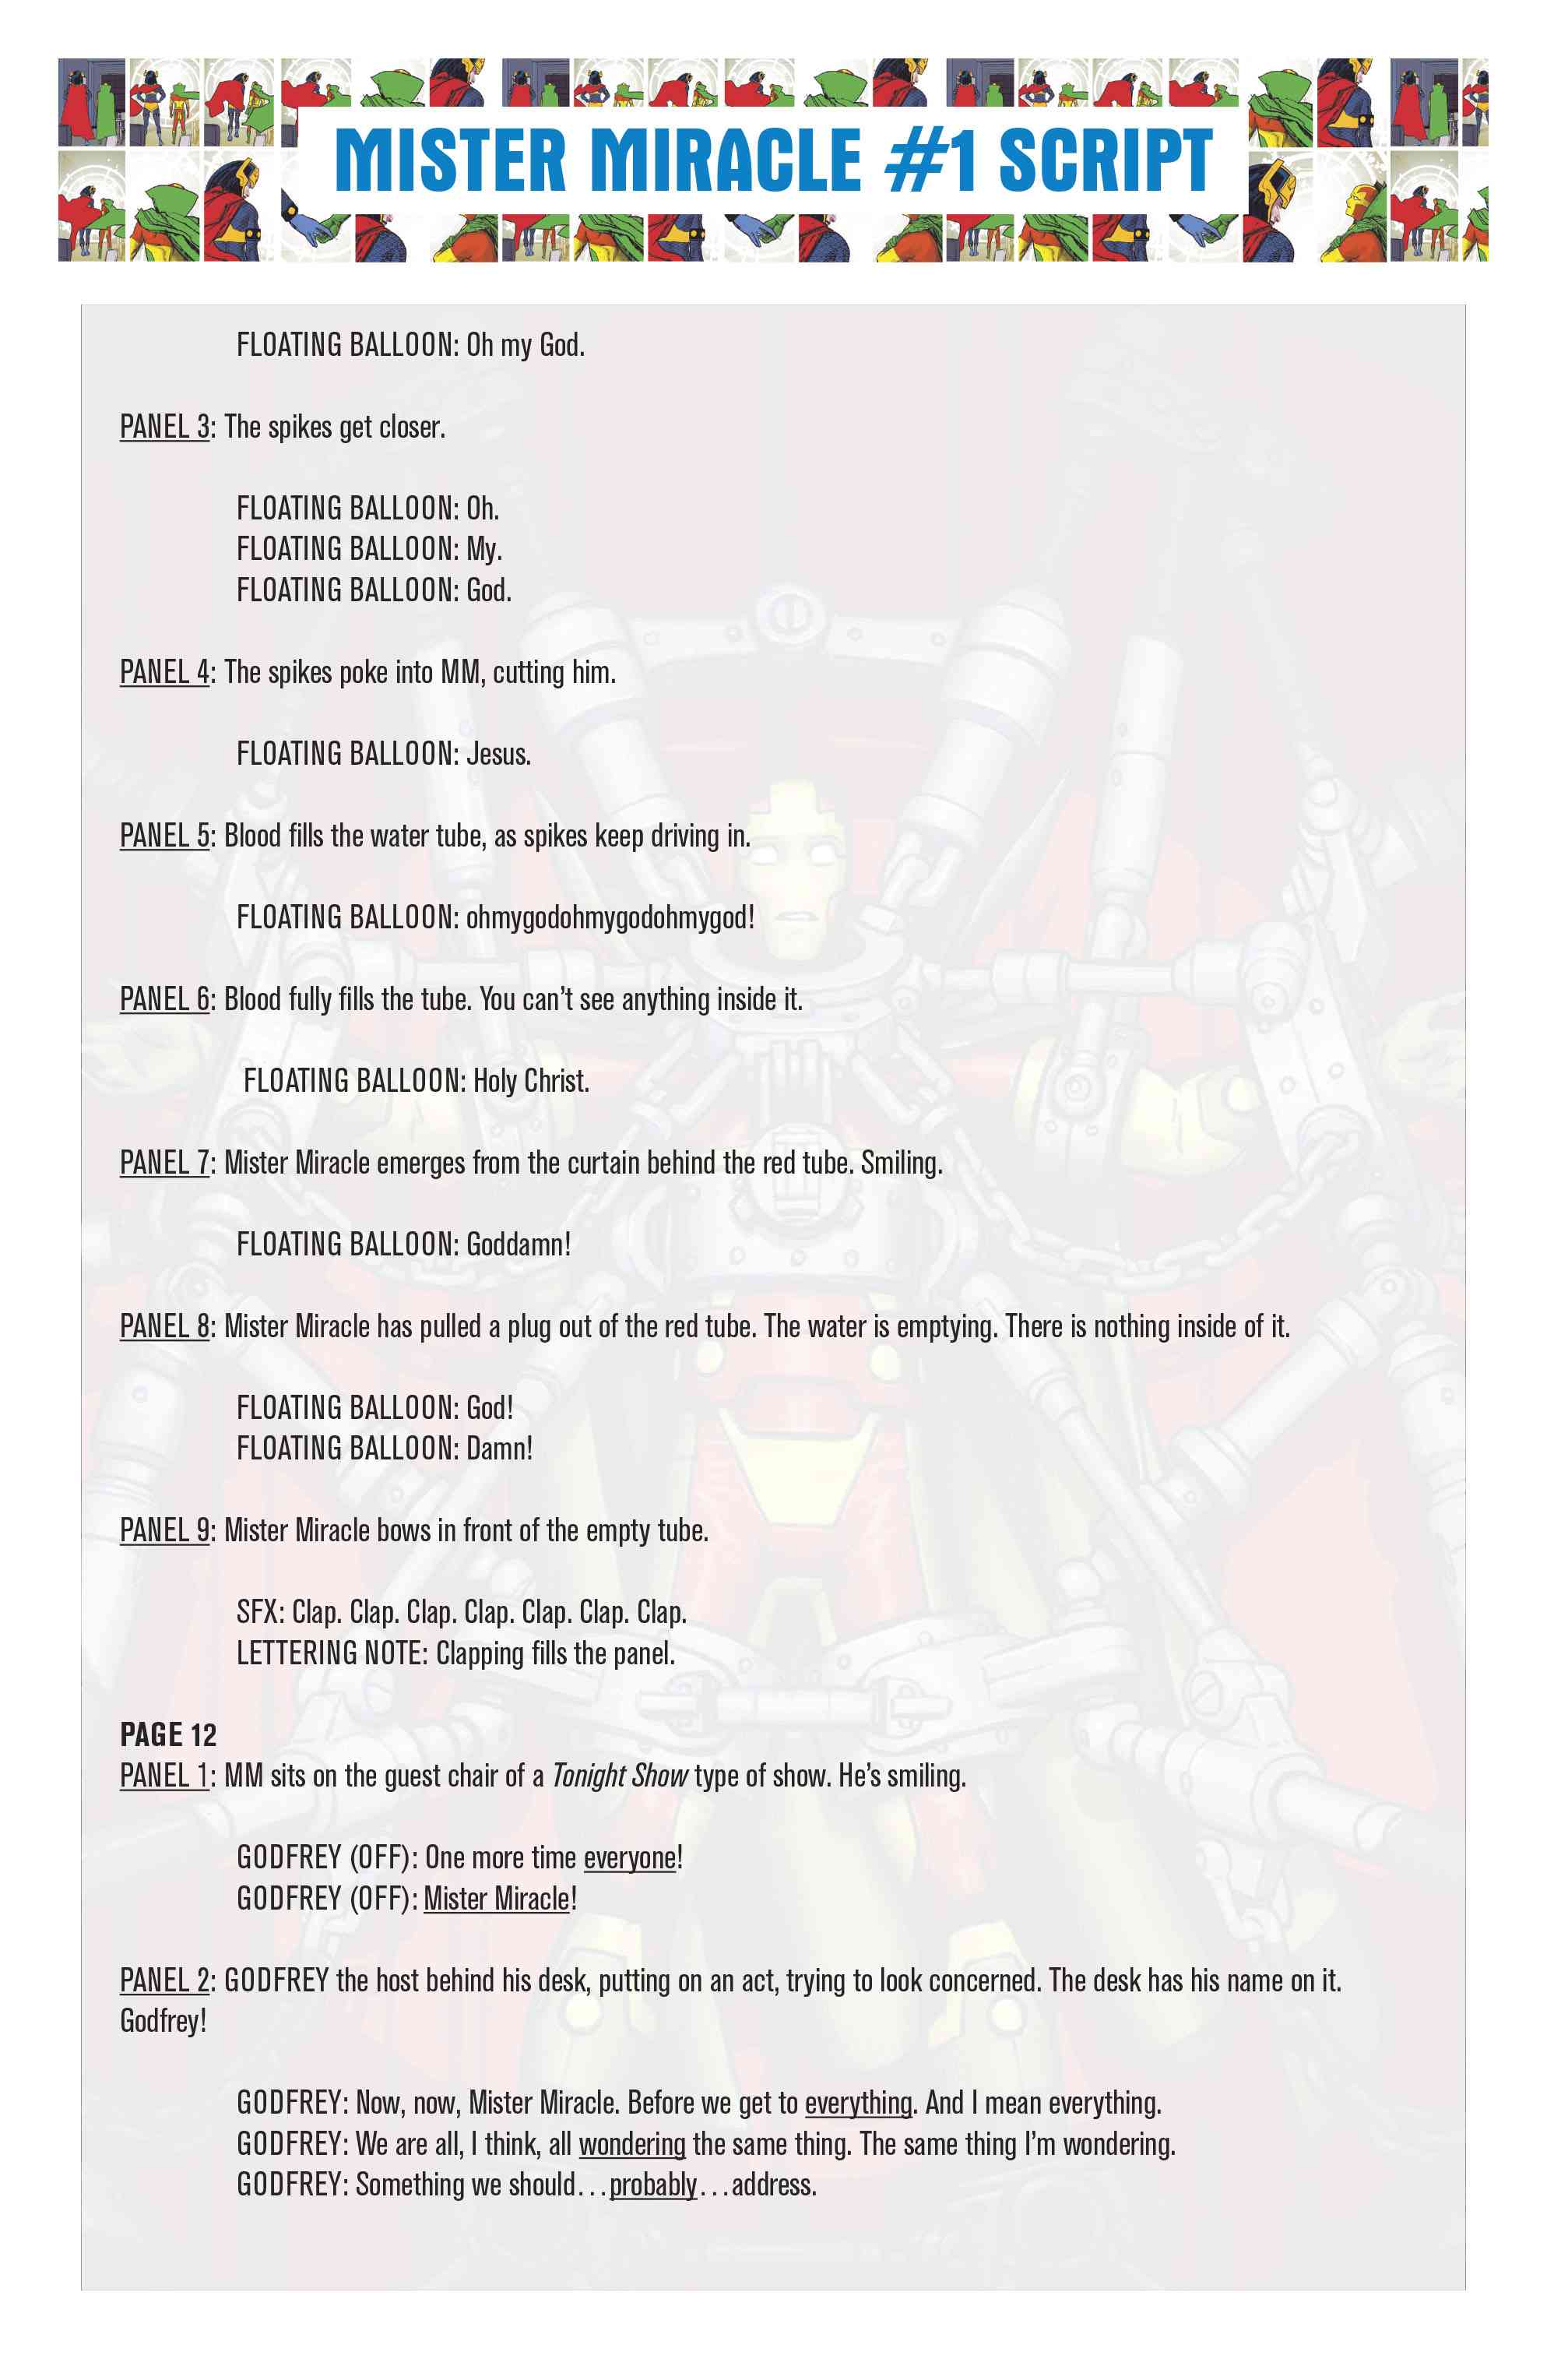 MISTER MIRACLE #1 SCRIPT
FLOATING BALLOON: Oh my God.
PANEL 3: The spikes get closer.
FLOATING BALLOON: Oh.
FLOATING BALLOON: My.
FLOATING BALLOON: God.
PANEL 4: The spikes poke into MM, cutting him.
FLOATING BALLOON: Jesus.
PANEL 5: Blood fills the water tube, as spikes keep driving in.
FLOATING BALLOON: ohmygodohmygodohmygod!
PANEL 6: Blood fully fills the tube. You can’t see anything inside it.
FLOATING BALLOON: Holy Christ.
PANEL 7: Mister Miracle emerges from the curtain behind the red tube. Smiling.
FLOATING BALLOON: Goddamn!
PANEL 8: Mister Miracle has pulled a plug out of the red tube. The water is emptying. There is nothing inside of it.
FLOATING BALLOON: God!
FLOATING BALLOON: Damn!
PANEL 9: Mister Miracle bows in front of the empty tube.
SFX: Clap. Clap. Clap. Clap. Clap. Clap. Clap.
LETTERING NOTE: Clapping fills the panel.
PAGE 12
PANEL 1: MM sits on the guest chair of a Tonight Show type of show. He’s smiling.
GODFREY (OFF): One more time everyone!
GODFREY (OFF): Mister Miracle!
PANEL 2: GODFREY the host behind his desk, putting on an act, trying to look concerned. The desk has his name on it.
Godfrey!
GODFREY: Now, now, Mister Miracle. Before we get to everything. And I mean everything.
GODFREY: We are all, I think, all wondering the same thing. The same thing I’m wondering.
GODFREY: Something we should…probably…address.